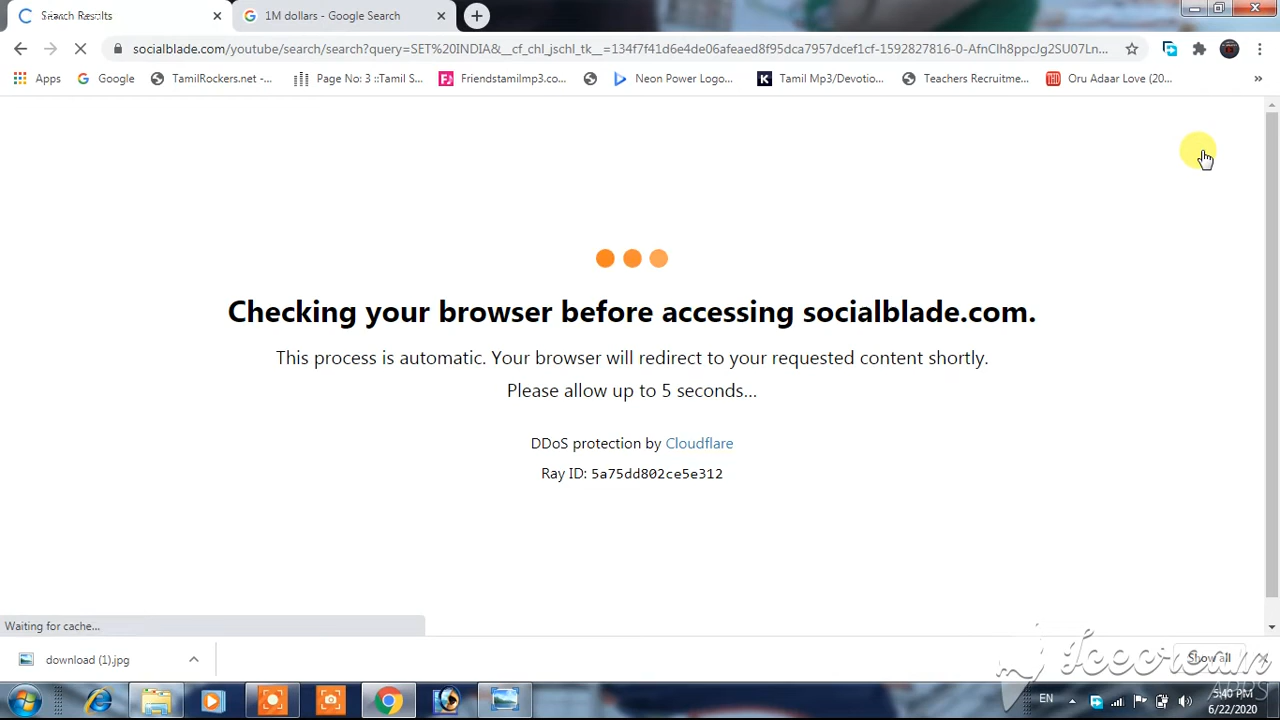 Search Results
1M dollars - Google Search
socialblade.com/youtube/search/search?query=SET%20INDIA&__cf_chl_jschl_tk__=134f7f41d6e4de06afeaed8f95dca7957dcef1cf-1592827816-0-AfnClh8ppcJg2SU07Ln...
Apps
Google
TamilRockers.net -...
Page No: 3 ::Tamil S...
Friendstamilmp3.co...
Neon Power Logo...
Tamil Mp3/Devotio...
Teachers Recruitme...
Oru Adaar Love (20...
»
Checking your browser before accessing socialblade.com.
This process is automatic. Your browser will redirect to your requested content shortly.
Please allow up to 5 seconds...
DDoS protection by Cloudflare
Ray ID: 5a75dd802ce5e312
Waiting for cache...
download (1).jpg
Show all
Icecream
APPS
EN
5:40 PM
6/22/2020